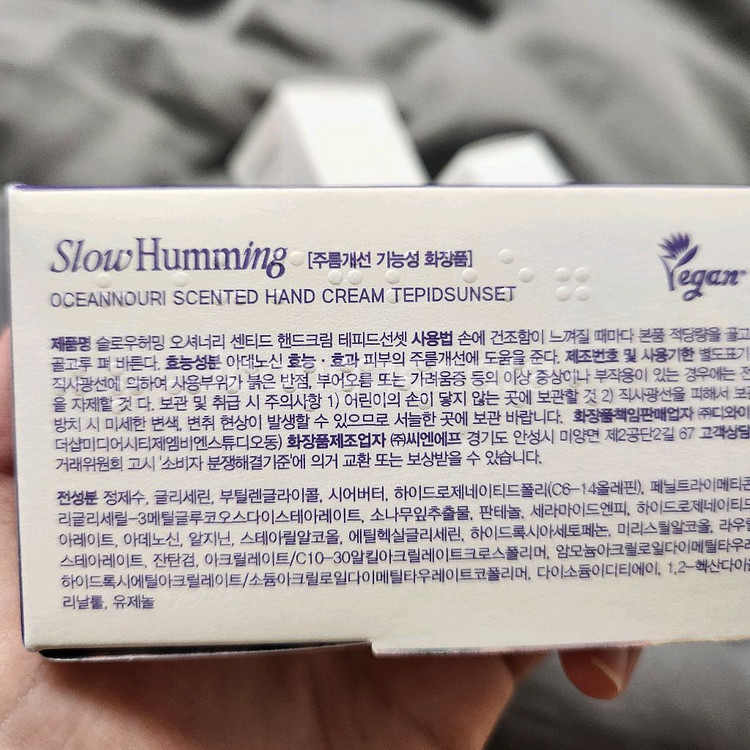 Slow Humming [주름개선 기능성 화장품]
Vegan
OCEANNOURI SCENTED HAND CREAM TEPIDSUNSET
제품명 슬로우허밍 오셔너리 센티드 핸드크림 테피드선셋 사용법 손에 건조함이 느껴질 때마다 본품 적당량을 골고
골고루 펴 바른다. 효능성분 아데노신 효능·효과 피부의 주름개선에 도움을 준다. 제조번호 및 사용기한 별도표기
직사광선에 의하여 사용부위가 붉은 반점, 부어오름 또는 가려움증 등의 이상 증상이나 부작용이 있는 경우에는 전
을 자제할 것 다. 보관 및 취급 시 주의사항 1) 어린이의 손이 닿지 않는 곳에 보관할 것 2) 직사광선을 피해서 보
방치 시 미세한 변색, 변취 현상이 발생할 수 있으므로 서늘한 곳에 보관 바랍니다. 화장품책임판매업자 ㈜디와이
더샵미디어시티제엠비엔스튜디오동) 화장품제조업자 ㈜씨엔에프 경기도 안성시 미양면 제2공단2길 67 고객상담
거래위원회 고시 '소비자 분쟁해결기준'에 의거 교환 또는 보상받을 수 있습니다.
전성분 정제수, 글리세린, 부틸렌글라이콜, 시어버터, 하이드로제네이티드폴리(C6-14올레핀), 페닐트라이메티콘
리글리세릴-3메틸글루코오스다이스테아레이트, 소나무잎추출물, 판테놀, 세라마이드엔피, 하이드로제네이티드
아레이트, 아데노신, 알지닌, 스테아릴알코올, 에틸헥실글리세린, 하이드록시아세토페논, 미리스틸알코올, 라우릴
스테아레이트, 잔탄검, 아크릴레이트/C10-30알킬아크릴레이트크로스폴리머, 암모늄아크릴로일다이메틸타우레
하이드록시에틸아크릴레이트/소듐아크릴로일다이메틸타우레이트코폴리머, 다이소듐이디티에이, 1,2-헥산다이올
리날룰, 유제놀